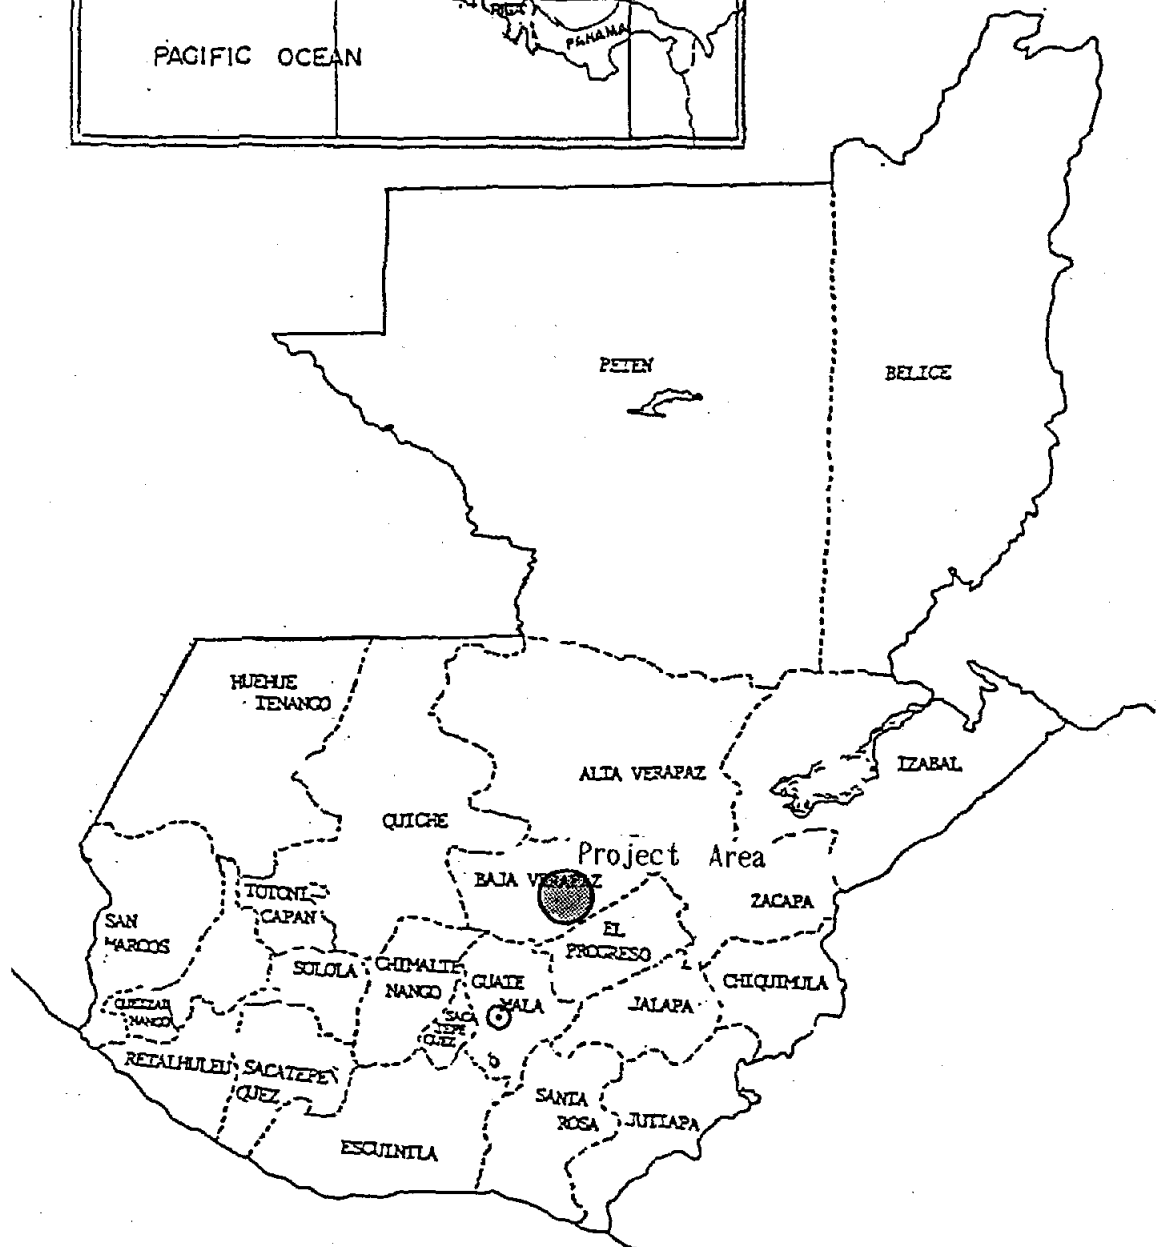 RICA
PANAMA
PACIFIC OCEAN
PETEN
BELICE
HUEHUE
TENANGO
IZABAL
ALTA VERAPAZ
QUICHE
Project Area
BAJA VERAPAZ
TOTONI
CAPAN
ZACAPA
SAN
MARCOS
EL
PROGRESO
SOLOLA
CHIMALTE
NANGO
GUATE
MALA
CHIQUIMULA
JALAPA
QUEZAL
NANGO
SACA
TEPE
QUEZ
RETALHULEU
SACATEPE
QUEZ
SANTA
ROSA
JUTIAPA
ESCUINTLA